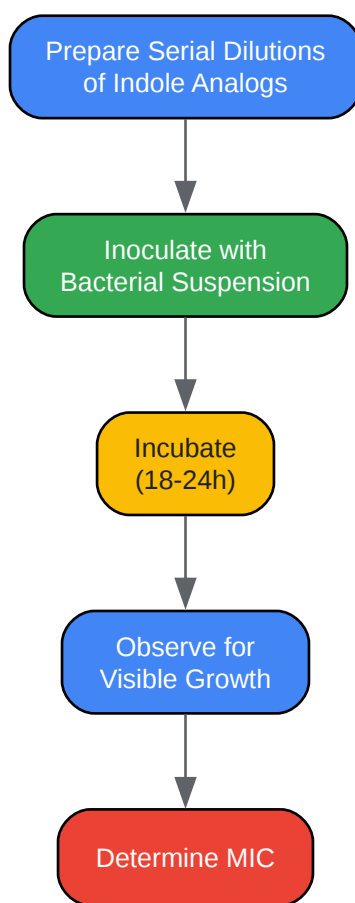 Prepare Serial Dilutions
of Indole Analogs
Inoculate with
Bacterial Suspension
Incubate
(18-24h)
Observe for
Visible Growth
Determine MIC